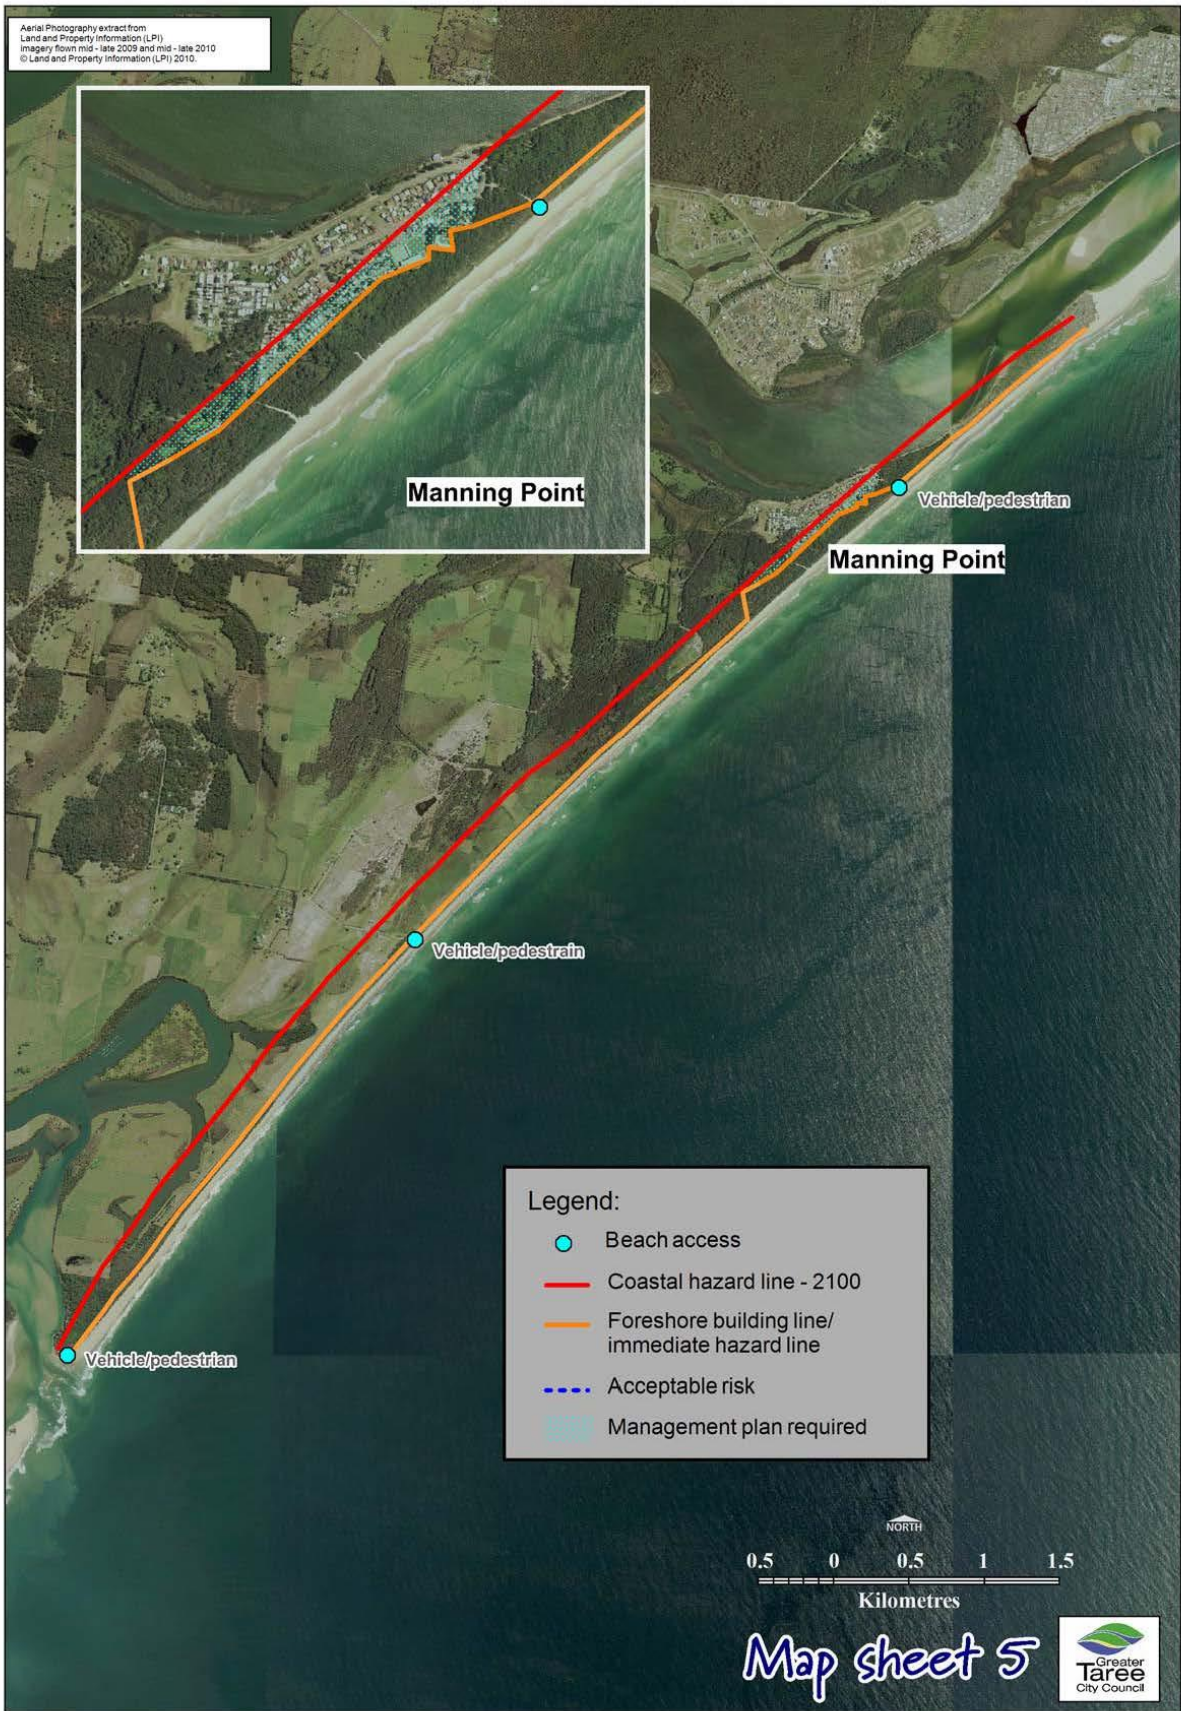 Aerial Photography extract from
Land and Property Information (LPI)
imagery flown mid - late 2009 and mid - late 2010
© Land and Property Information (LPI) 2010.
Manning Point
Vehicle/pedestrian
Manning Point
Vehicle/pedestrain
Vehicle/pedestrian
Legend:
Beach access
Coastal hazard line - 2100
Foreshore building line/
immediate hazard line
Acceptable risk
Management plan required
NORTH
0.5 0 0.5 1 1.5
Kilometres
Map sheet 5
Greater
Taree
City Council